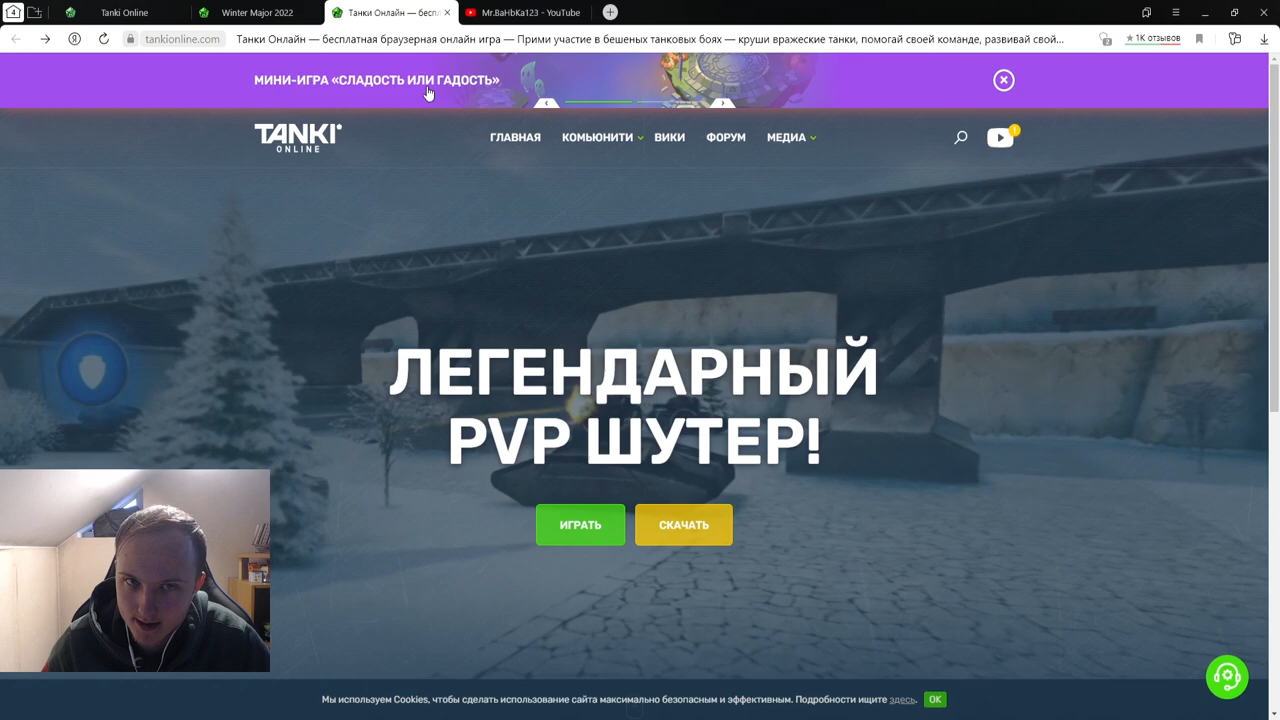 4
Tanki Online
Winter Major 2022
Танки Онлайн — беспл
Mr.BaHbKa123 - YouTube
tankionline.com
Танки Онлайн — бесплатная браузерная онлайн игра — Прими участие в бешеных танковых боях — круши вражеские танки, помогай своей команде, развивай свой...
★ 1K отзывов
МИНИ-ИГРА «СЛАДОСТЬ ИЛИ ГАДОСТЬ»
TANKI
ONLINE
ГЛАВНАЯ
КОМЬЮНИТИ
ВИКИ
ФОРУМ
МЕДИА
1
ЛЕГЕНДАРНЫЙ
PVP ШУТЕР!
ИГРАТЬ
СКАЧАТЬ
Мы используем Cookies, чтобы сделать использование сайта максимально безопасным и эффективным. Подробности ищите здесь.
OK